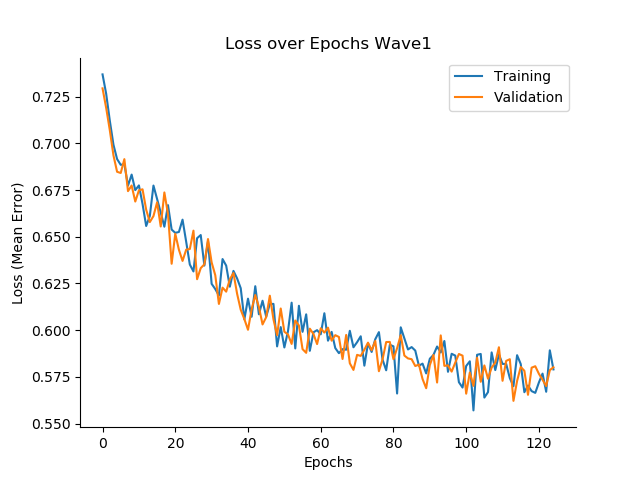 Loss over Epochs Wave1
Training
Validation
Loss (Mean Error)
0.725
0.700
0.675
0.650
0.625
0.600
0.575
0.550
0 20 40 60 80 100 120
Epochs